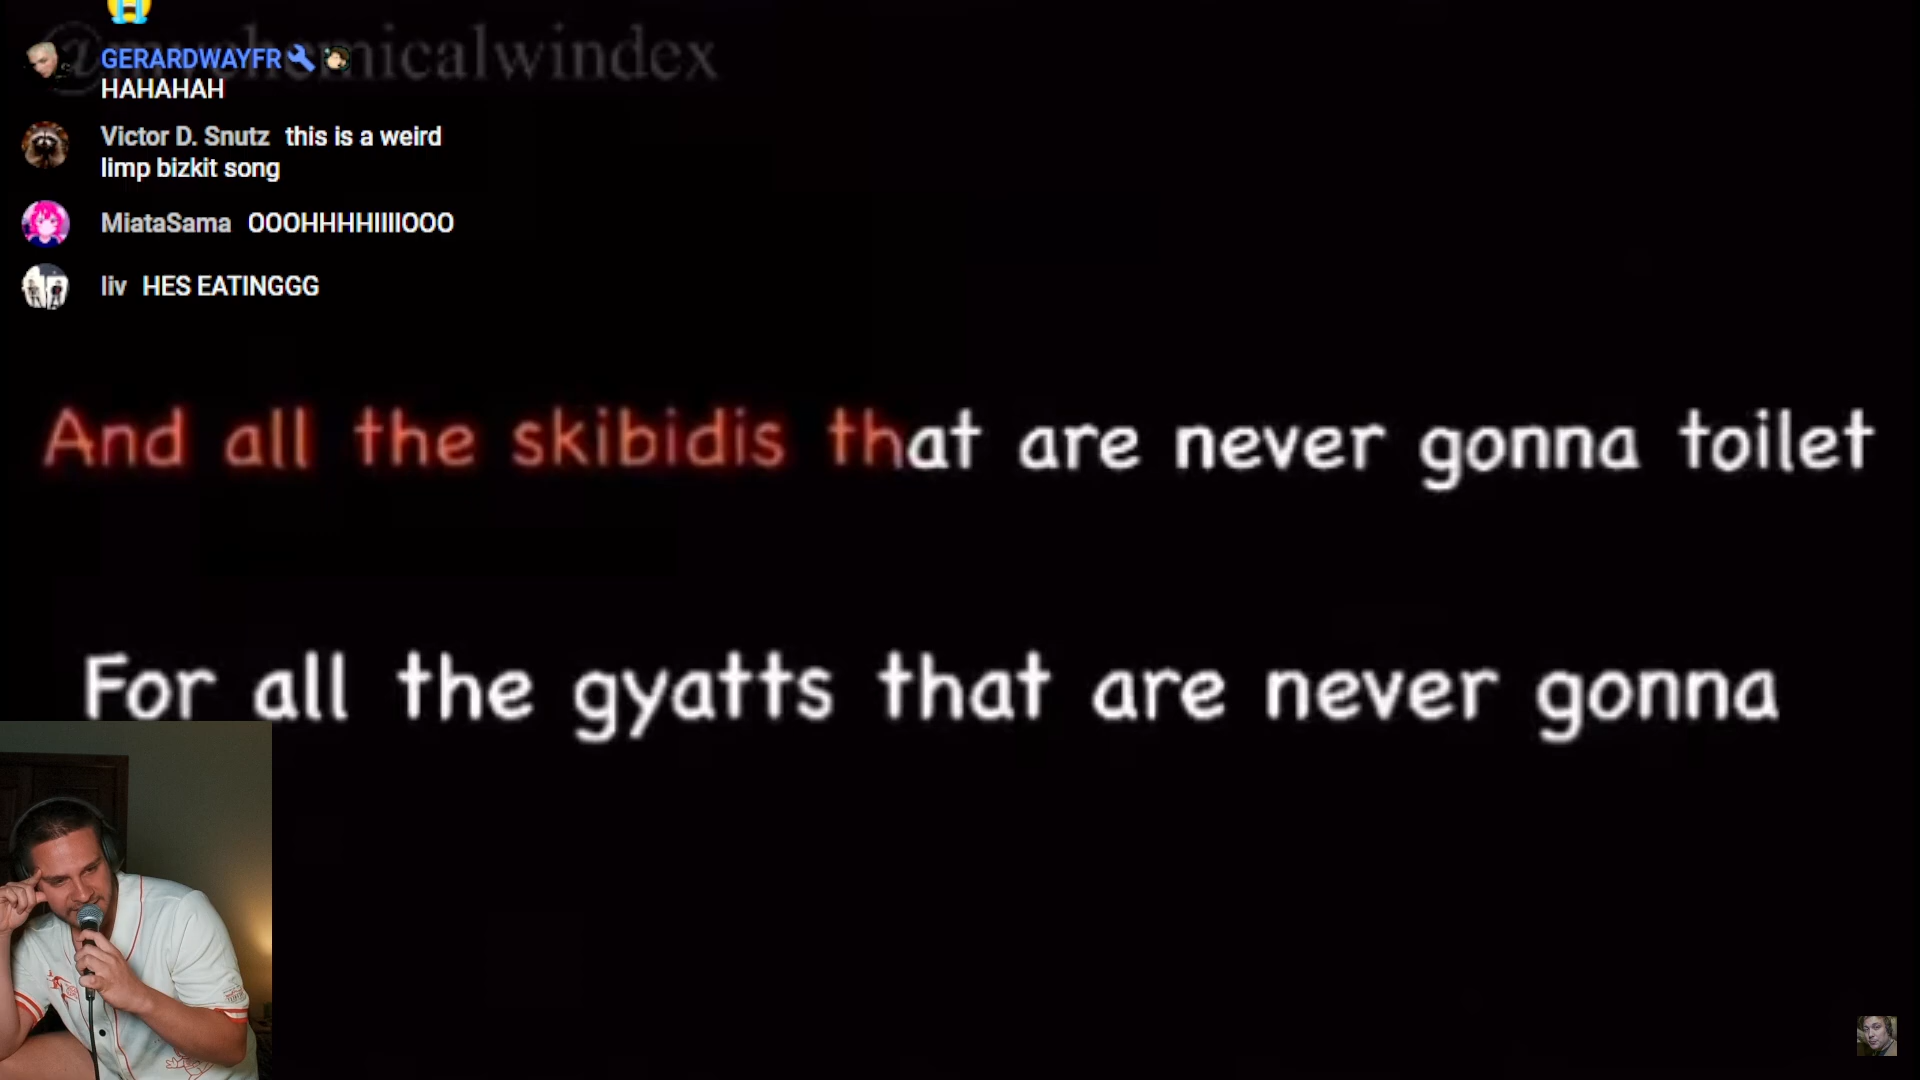 @mychemicalwindex
GERARDWAYFR
HAHAHAH
Victor D. Snutz this is a weird
limp bizkit song
MiataSama OOOHHHHIIIIOOO
liv HES EATINGGG
And all the skibidis that are never gonna toilet
For all the gyatts that are never gonna